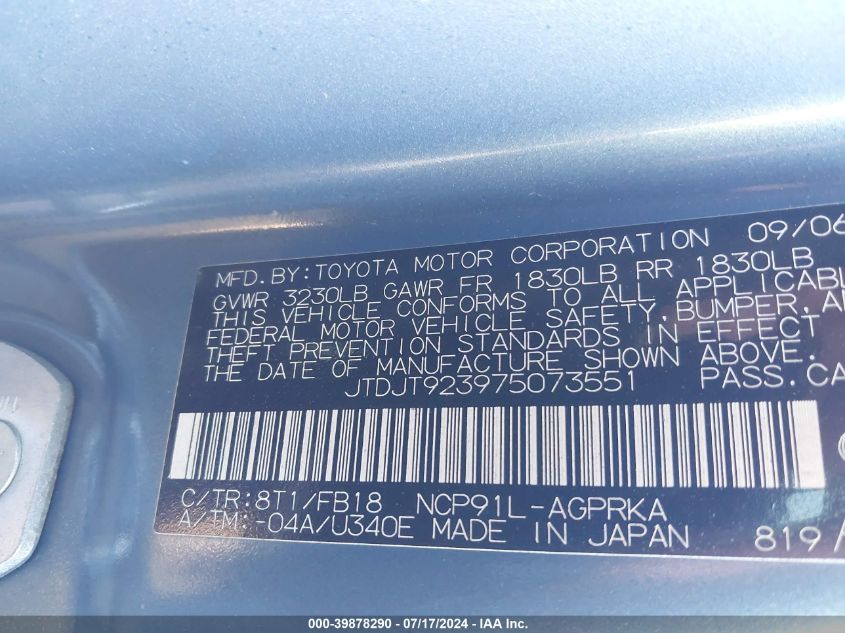 MFD.BY:TOYOTA MOTOR CORPORATION 09/06
GVWR 3230LB GAWR FR 1830LB RR 1830LB
THIS VEHICLE CONFORMS TO ALL APPLICABL
FEDERAL MOTOR VEHICLE SAFETY,BUMPER,AN
THEFT PREVENTION STANDARDS IN EFFECT
THE DATE OF MANUFACTURE SHOWN ABOVE.
JTDJT923975073551 PASS.CA
C/TR:8T1/FB18 NCP91L-AGPRKA
A/TM:-04A/U340E MADE IN JAPAN 819/
000-39878290 - 07/17/2024 - IAA Inc.